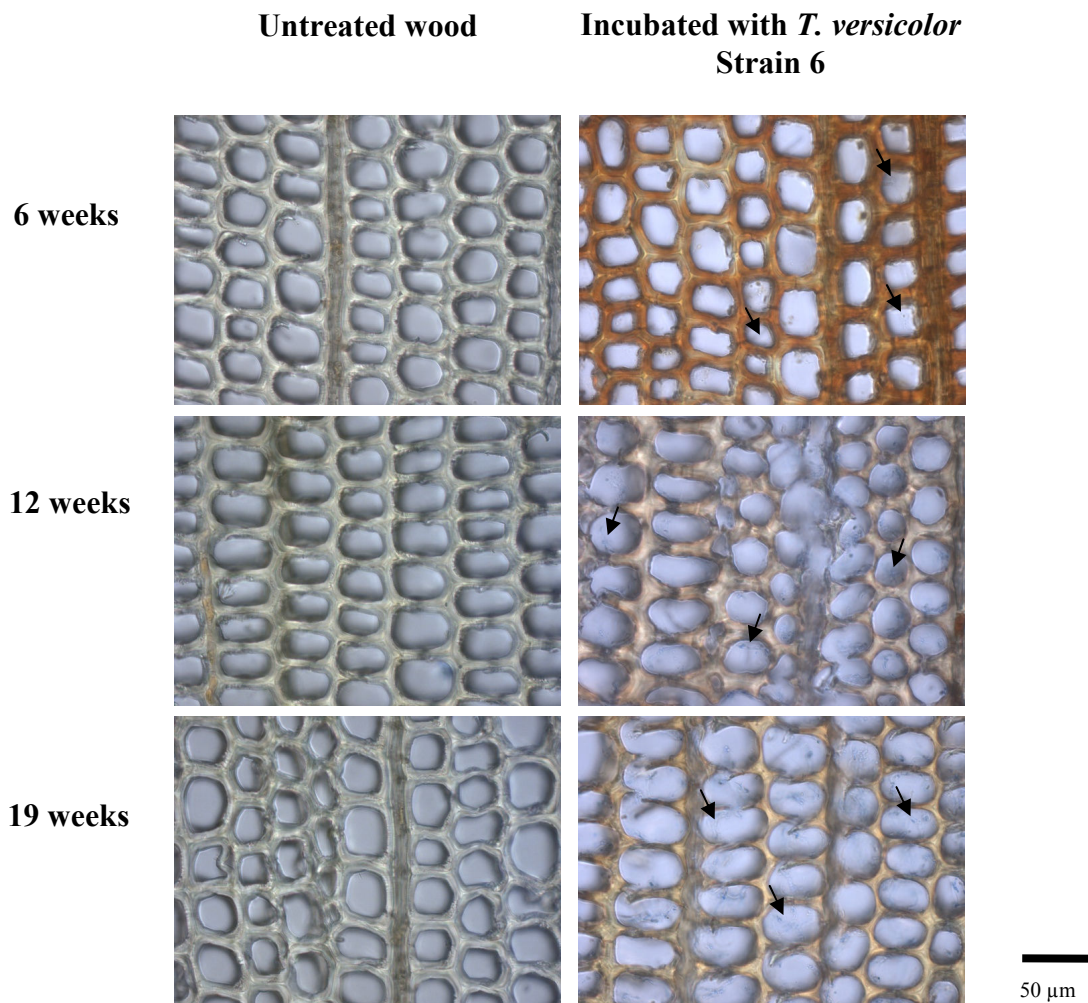 Untreated wood
Incubated with T. versicolor
Strain 6
6 weeks
12 weeks
19 weeks
50 µm